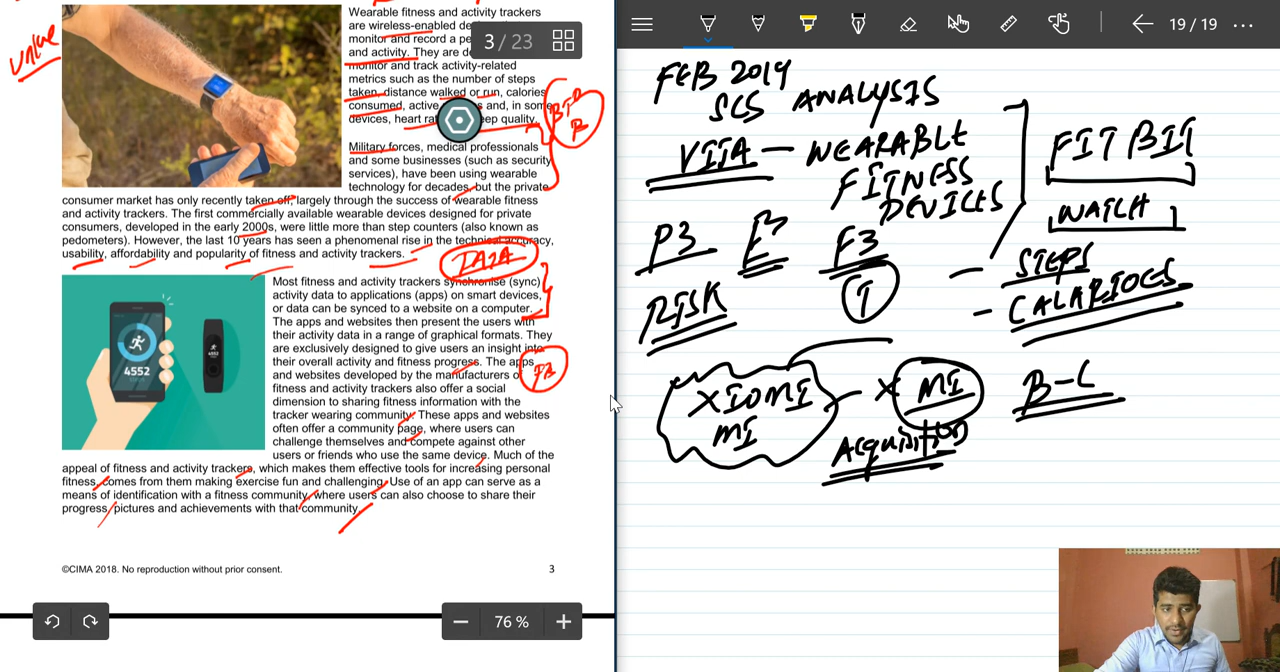 Wearable fitness and activity trackers
are wireless-enabled
monitor and record a
and activity. They are
monitor and track activity-related
metrics such as the number of steps
taken, distance walked or run, calories
consumed, active and, in some
devices, heart quality.
Military forces, medical professionals
and some businesses (such as security
services), have been using wearable
technology for decades, but the private
consumer market has only recently taken off, largely through the success of wearable fitness
and activity trackers. The first commercially available wearable devices designed for private
consumers, developed in the early 2000s, were little more than step counters (also known as
pedometers). However, the last 10 years has seen a phenomenal rise in the technical accuracy,
usability, affordability and popularity of fitness and activity trackers.
Most fitness and activity trackers synchronise (sync)
activity data to applications (apps) on smart devices,
or data can be synced to a website on a computer.
The apps and websites then present the users with
their activity data in a range of graphical formats. They
are exclusively designed to give users an insight into
their overall activity and fitness progress. The apps
and websites developed by the manufacturers of
fitness and activity trackers also offer a social
dimension to sharing fitness information with the
tracker wearing community. These apps and websites
often offer a community page, where users can
challenge themselves and compete against other
users or friends who use the same device. Much of the
appeal of fitness and activity trackers, which makes them effective tools for increasing personal
fitness, comes from them making exercise fun and challenging. Use of an app can serve as a
means of identification with a fitness community, where users can also choose to share their
progress, pictures and achievements with that community.
©CIMA 2018. No reproduction without prior consent.
3
3 / 23
76 %
4552
4552
DATA
FB
B
19 / 19
FEB 2019
SCS ANALYSIS
VITA – WEARABLE
FITNESS
DEVICES
FITBIT
WATCH
P3 E3 F3
- STEPS
- CALARIOES
RISK
I
XIOMI
MI
X MI
B-C
Acquisition